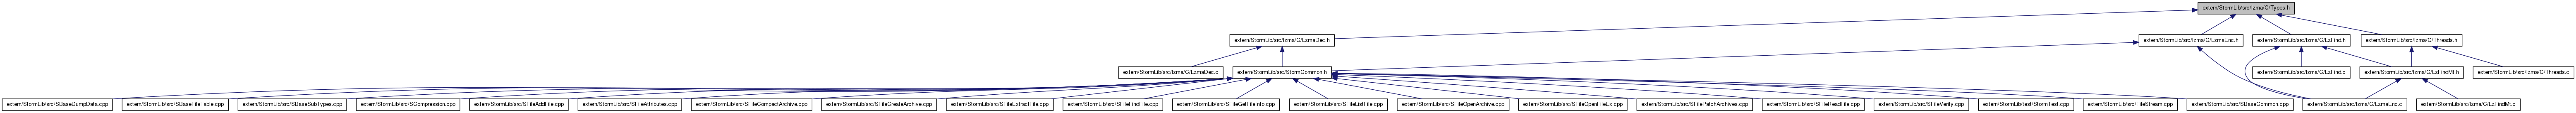 extern/StormLib/src/lzma/C/Types.h
extern/StormLib/src/lzma/C/LzmaDec.h
extern/StormLib/src/lzma/C/LzmaEnc.h
extern/StormLib/src/lzma/C/LzFind.h
extern/StormLib/src/lzma/C/Threads.h
extern/StormLib/src/lzma/C/LzmaDec.c
extern/StormLib/src/StormCommon.h
extern/StormLib/src/lzma/C/LzFind.c
extern/StormLib/src/lzma/C/LzFindMt.h
extern/StormLib/src/lzma/C/Threads.c
extern/StormLib/src/SBaseDumpData.cpp
extern/StormLib/src/SBaseFileTable.cpp
extern/StormLib/src/SBaseSubTypes.cpp
extern/StormLib/src/SCompression.cpp
extern/StormLib/src/SFileAddFile.cpp
extern/StormLib/src/SFileAttributes.cpp
extern/StormLib/src/SFileCompactArchive.cpp
extern/StormLib/src/SFileCreateArchive.cpp
extern/StormLib/src/SFileExtractFile.cpp
extern/StormLib/src/SFileFindFile.cpp
extern/StormLib/src/SFileGetFileInfo.cpp
extern/StormLib/src/SFileListFile.cpp
extern/StormLib/src/SFileOpenArchive.cpp
extern/StormLib/src/SFileOpenFileEx.cpp
extern/StormLib/src/SFilePatchArchives.cpp
extern/StormLib/src/SFileReadFile.cpp
extern/StormLib/src/SFileVerify.cpp
extern/StormLib/test/StormTest.cpp
extern/StormLib/src/FileStream.cpp
extern/StormLib/src/SBaseCommon.cpp
extern/StormLib/src/lzma/C/LzmaEnc.c
extern/StormLib/src/lzma/C/LzFindMt.c